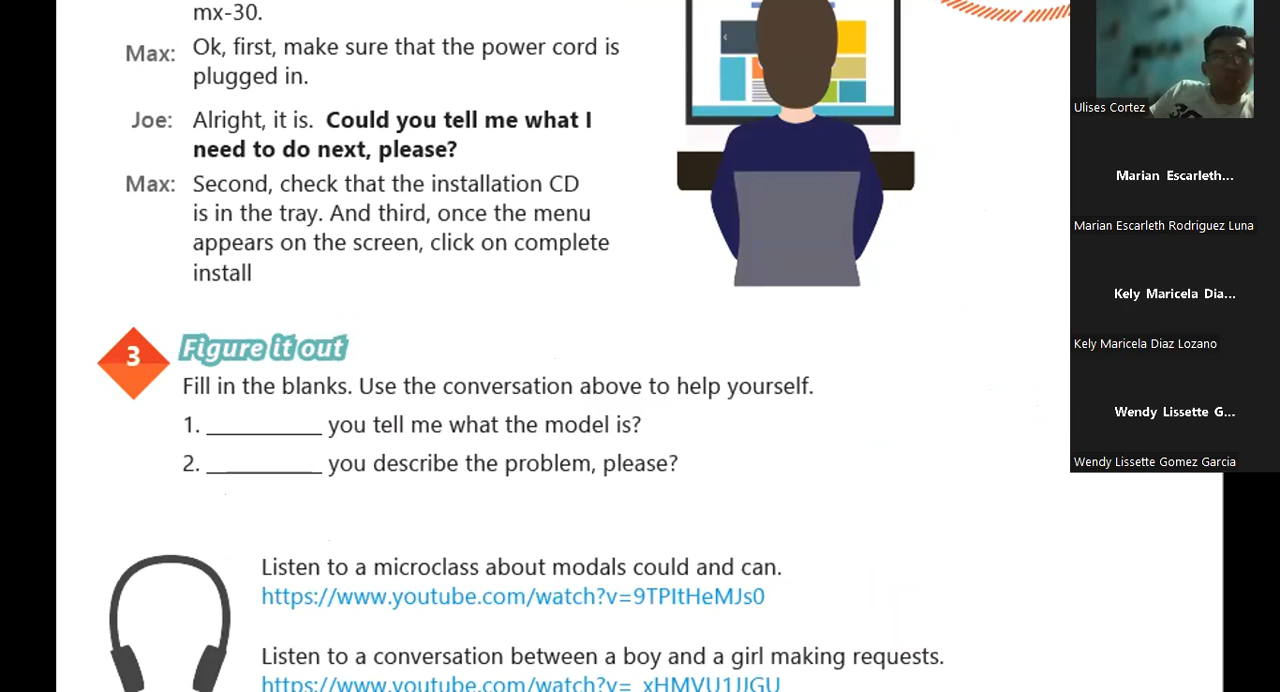 mx-30.
Max: Ok, first, make sure that the power cord is
plugged in.
Joe: Alright, it is. Could you tell me what I
need to do next, please?
Max: Second, check that the installation CD
is in the tray. And third, once the menu
appears on the screen, click on complete
install
3 Figure it out
Fill in the blanks. Use the conversation above to help yourself.
1. __________ you tell me what the model is?
2. __________ you describe the problem, please?
Listen to a microclass about modals could and can.
https://www.youtube.com/watch?v=9TPItHeMJs0
Listen to a conversation between a boy and a girl making requests.
https://www.youtube.com/watch?v=_xHMVU1JJGU
Ulises Cortez
Marian Escarleth...
Marian Escarleth Rodriguez Luna
Kely Maricela Dia...
Kely Maricela Diaz Lozano
Wendy Lissette G...
Wendy Lissette Gomez Garcia